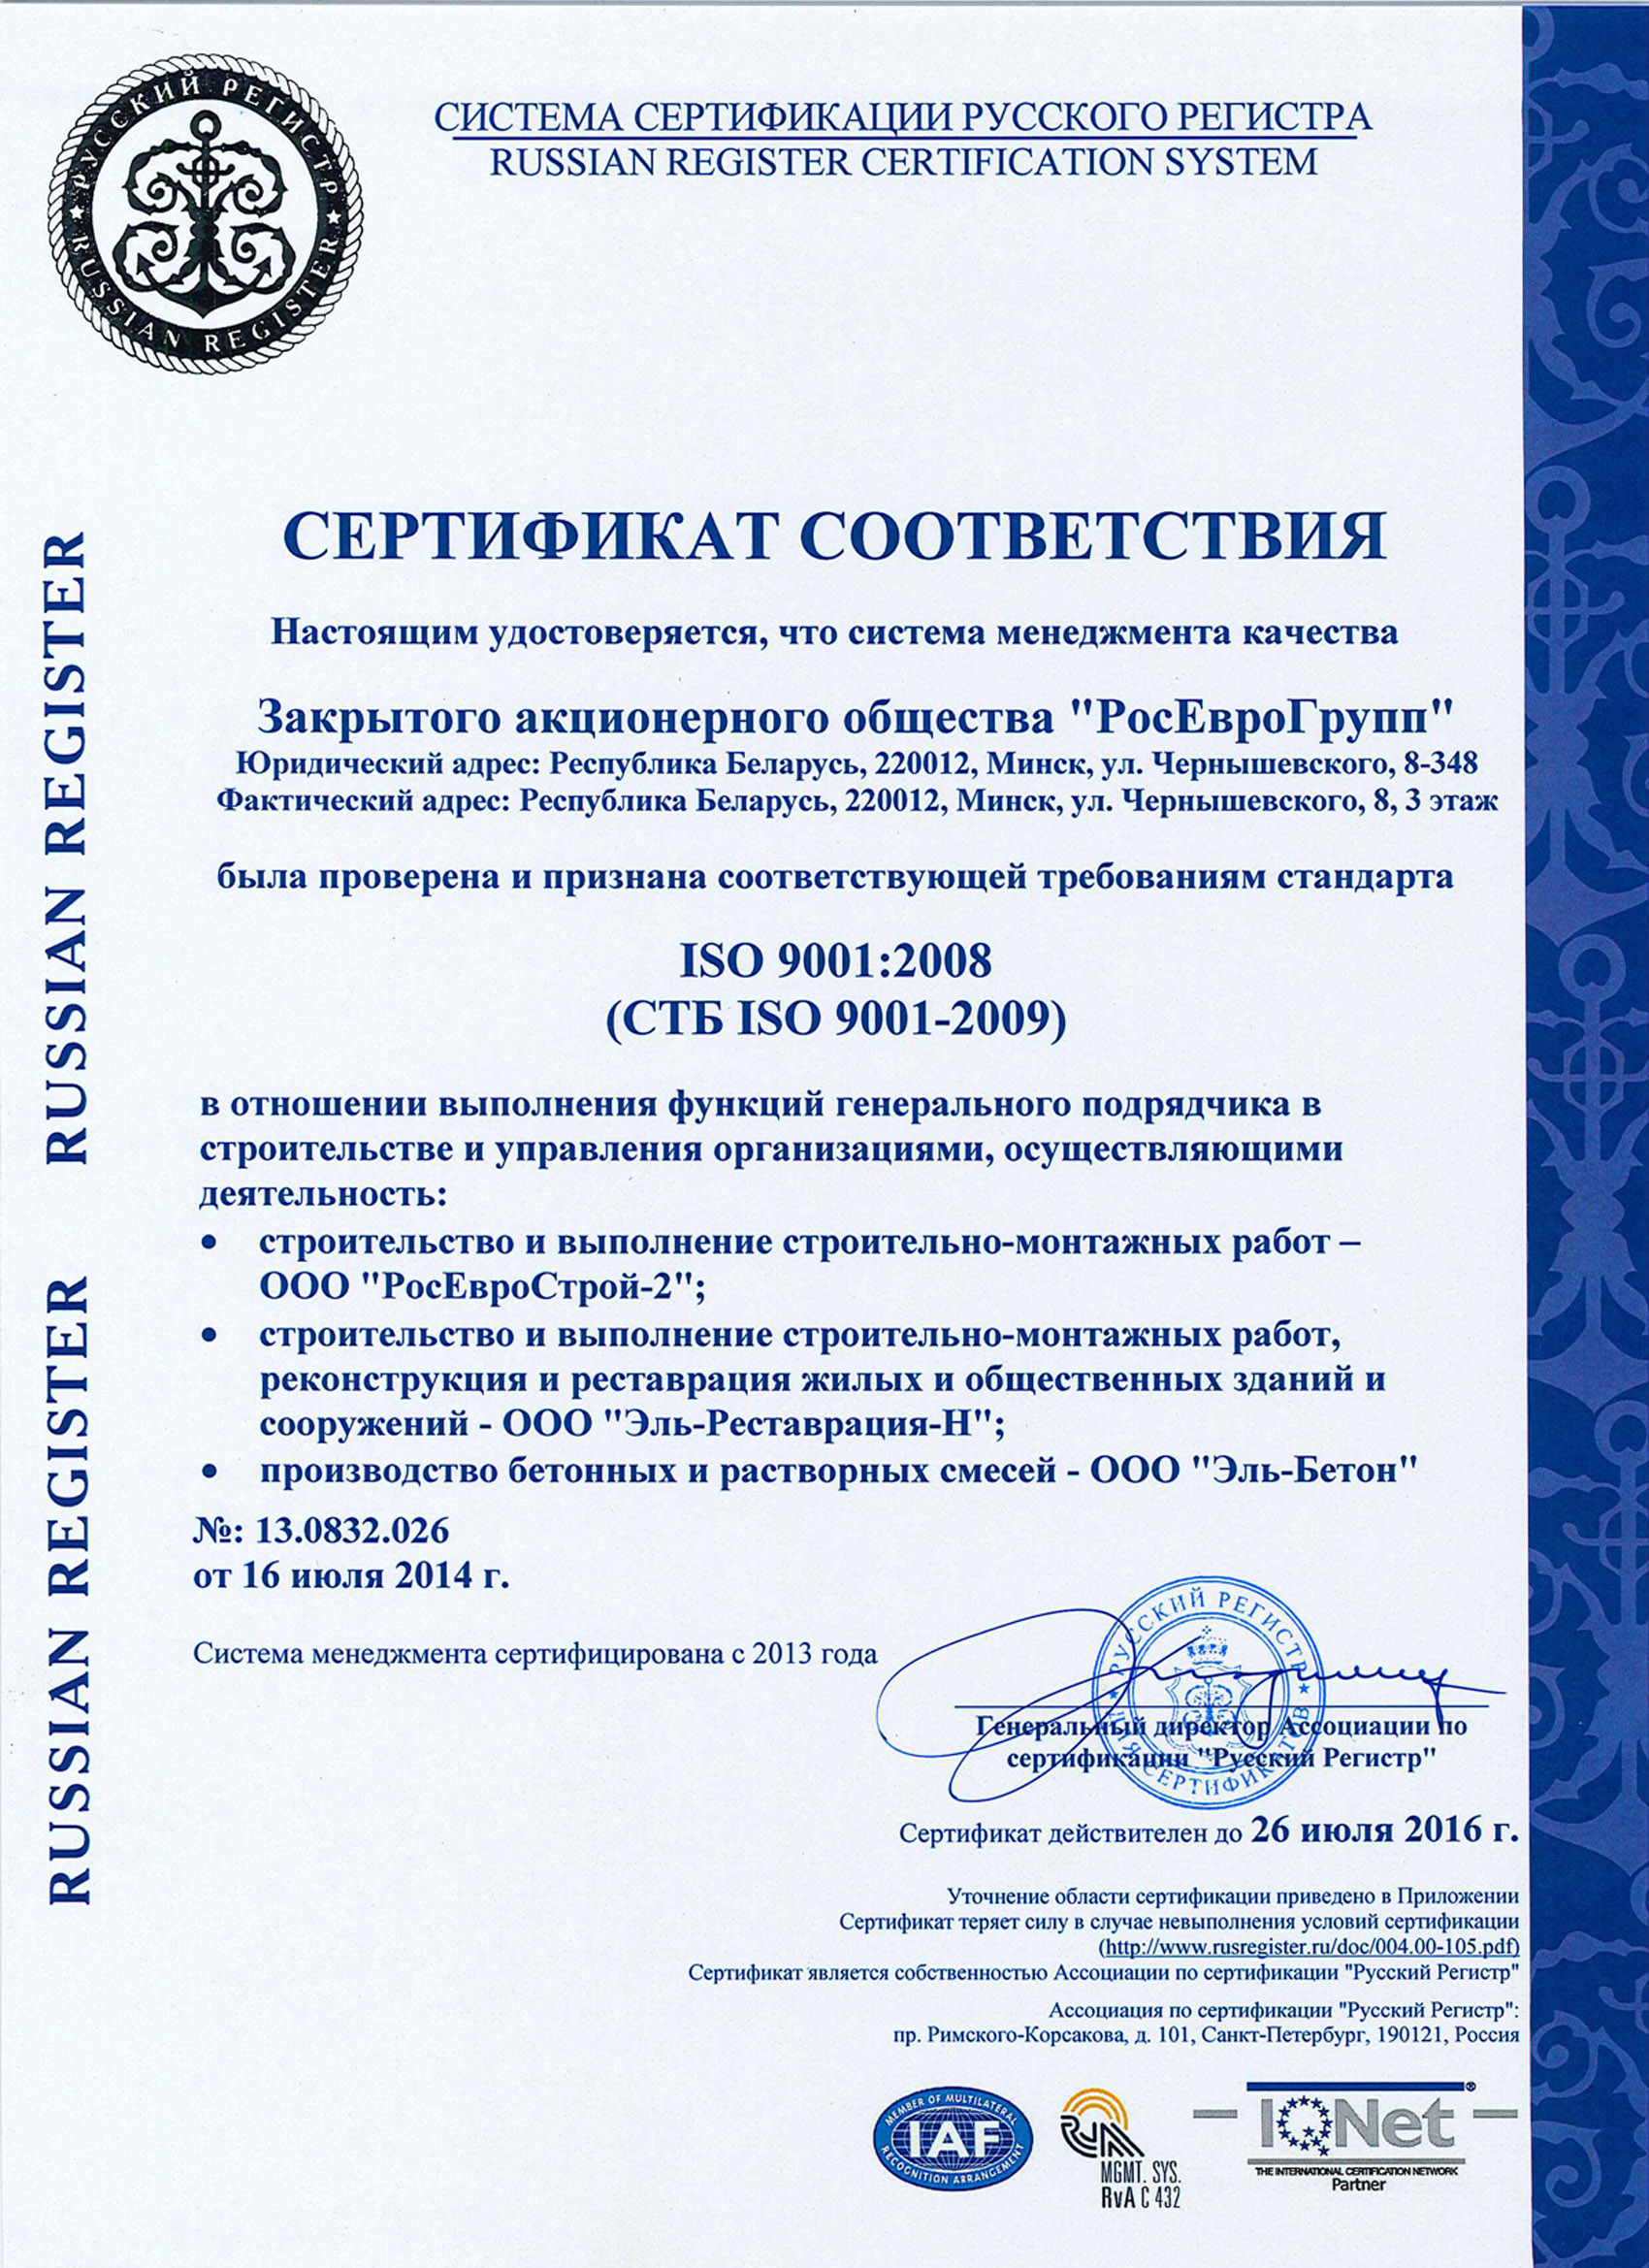 РУССКИЙ РЕГИСТР
RUSSIAN REGISTER
СИСТЕМА СЕРТИФИКАЦИИ РУССКОГО РЕГИСТРА
RUSSIAN REGISTER CERTIFICATION SYSTEM
RUSSIAN REGISTER
RUSSIAN REGISTER
СЕРТИФИКАТ СООТВЕТСТВИЯ
Настоящим удостоверяется, что система менеджмента качества
Закрытого акционерного общества "РосЕвроГрупп"
Юридический адрес: Республика Беларусь, 220012, Минск, ул. Чернышевского, 8-348
Фактический адрес: Республика Беларусь, 220012, Минск, ул. Чернышевского, 8, 3 этаж
была проверена и признана соответствующей требованиям стандарта
ISO 9001:2008
(СТБ ISO 9001-2009)
в отношении выполнения функций генерального подрядчика в
строительстве и управления организациями, осуществляющими
деятельность:
• строительство и выполнение строительно-монтажных работ –
ООО "РосЕвроСтрой-2";
• строительство и выполнение строительно-монтажных работ,
реконструкция и реставрация жилых и общественных зданий и
сооружений - ООО "Эль-Реставрация-Н";
• производство бетонных и растворных смесей - ООО "Эль-Бетон"
№: 13.0832.026
от 16 июля 2014 г.
Система менеджмента сертифицирована с 2013 года
РУССКИЙ РЕГИСТР
ДЛЯ СЕРТИФИКАТОВ
Генеральный директор Ассоциации по
сертификации "Русский Регистр"
Сертификат действителен до 26 июля 2016 г.
Уточнение области сертификации приведено в Приложении
Сертификат теряет силу в случае невыполнения условий сертификации
(http://www.rusregister.ru/doc/004.00-105.pdf)
Сертификат является собственностью Ассоциации по сертификации "Русский Регистр"
Ассоциация по сертификации "Русский Регистр":
пр. Римского-Корсакова, д. 101, Санкт-Петербург, 190121, Россия
MEMBER OF MULTILATERAL
IAF
RECOGNITION ARRANGEMENT
RVA
MGMT. SYS.
RvA C 432
IQNet ®
THE INTERNATIONAL CERTIFICATION NETWORK
Partner